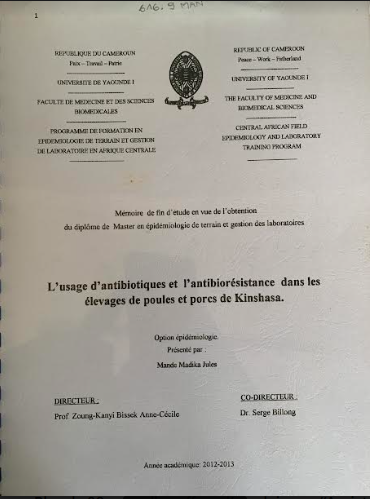 BAG. 9 MAN
1
REPUBLIQUE DU CAMEROUN
Paix – Travail – Patrie
UNIVERSITE DE YAOUNDE I
FACULTE DE MEDECINE ET DES SCIENCES
BIOMEDICALES
PROGRAMME DE FORMATION EN
EPIDEMIOLOGIE DE TERRAIN ET GESTION
DE LABORATOIRE EN AFRIQUE CENTRALE
REPUBLIC OF CAMEROON
Peace – Work – Fatherland
UNIVERSITY OF YAOUNDE I
THE FACULTY OF MEDICINE AND
BIOMEDICAL SCIENCES
CENTRAL AFRICAN FIELD
EPIDEMIOLOGY AND LABORATORY
TRAINING PROGRAM
Mémoire de fin d'étude en vue de l'obtention
du diplôme de Master en épidémiologie de terrain et gestion des laboratoires
L'usage d'antibiotiques et l'antibiorésistance dans les
élevages de poules et porcs de Kinshasa.
Option épidémiologie.
Présenté par :
Mande Madika Jules
DIRECTEUR :
Prof. Zoung-Kanyi Bissek Anne-Cécile
CO-DIRECTEUR :
Dr. Serge Billong
Année academique: 2012-2013